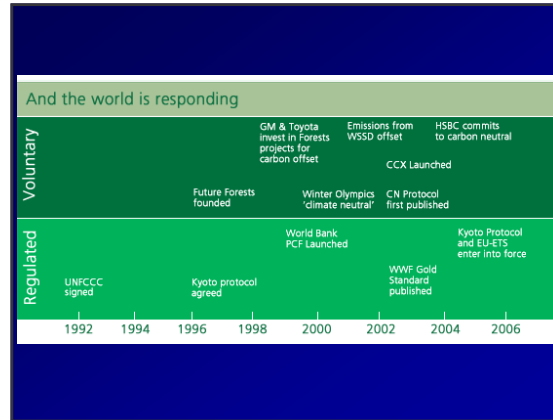 And the world is responding
Voluntary
GM & Toyota
invest in Forests
projects for
carbon offset
Emissions from
WSSD offset
HSBC commits
to carbon neutral
CCX Launched
Future Forests
founded
Winter Olympics
'climate neutral'
CN Protocol
first published
Regulated
World Bank
PCF Launched
Kyoto Protocol
and EU-ETS
enter into force
UNFCCC
signed
Kyoto protocol
agreed
WWF Gold
Standard
published
1992 1994 1996 1998 2000 2002 2004 2006